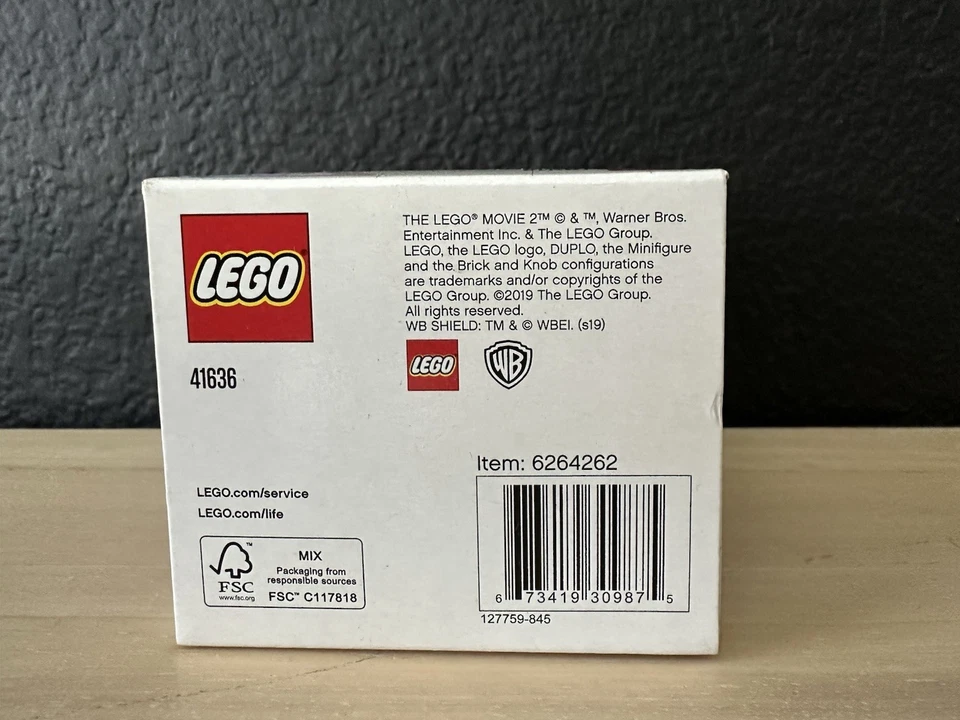 LEGO®
41636
THE LEGO® MOVIE 2™ © & ™, Warner Bros.
Entertainment Inc. & The LEGO Group.
LEGO, the LEGO logo, DUPLO, the Minifigure
and the Brick and Knob configurations
are trademarks and/or copyrights of the
LEGO Group. ©2019 The LEGO Group.
All rights reserved.
WB SHIELD: TM & © WBEI. (s19)
LEGO WB
LEGO.com/service
LEGO.com/life
FSC™
www.fsc.org
MIX
Packaging from
responsible sources
FSC™ C117818
Item: 6264262
6 73419 30987 5
127759-845